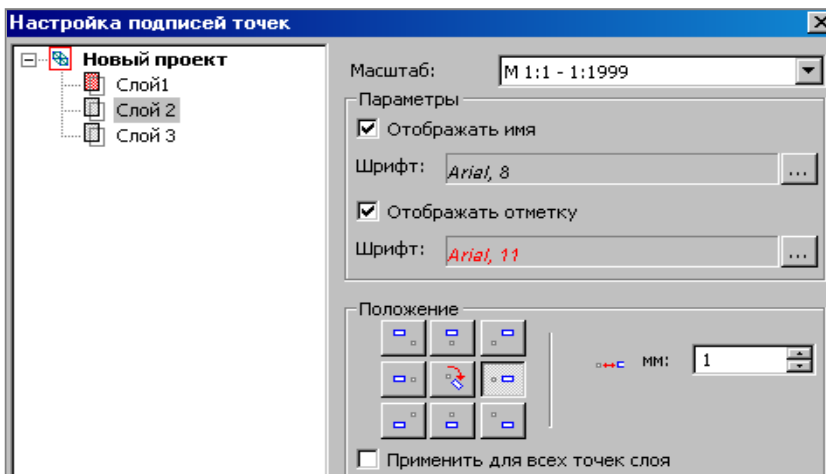 Настройка подписей точек
Новый проект
Слой1
Слой 2
Слой 3
Масштаб:
М 1:1 - 1:1999
Параметры
Отображать имя
Шрифт:
Arial, 8
...
Отображать отметку
Шрифт:
Arial, 11
...
Положение
мм:
1
Применить для всех точек слоя